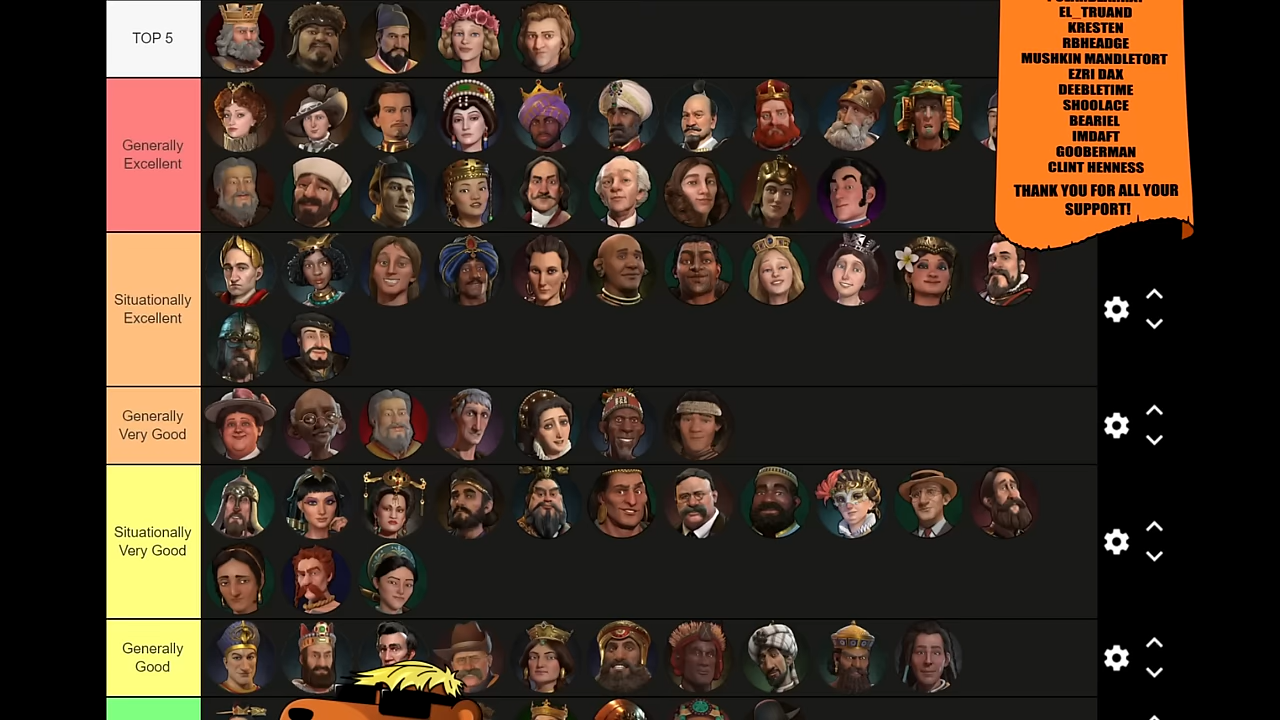 TOP 5
Generally
Excellent
Situationally
Excellent
Generally
Very Good
Situationally
Very Good
Generally
Good
EL_TRUAND
KRESTEN
RBHEADGE
MUSHKIN MANDLETORT
EZRI DAX
DEEBLETIME
SHOOLACE
BEARIEL
IMDAFT
GOOBERMAN
CLINT HENNESS
THANK YOU FOR ALL YOUR
SUPPORT!